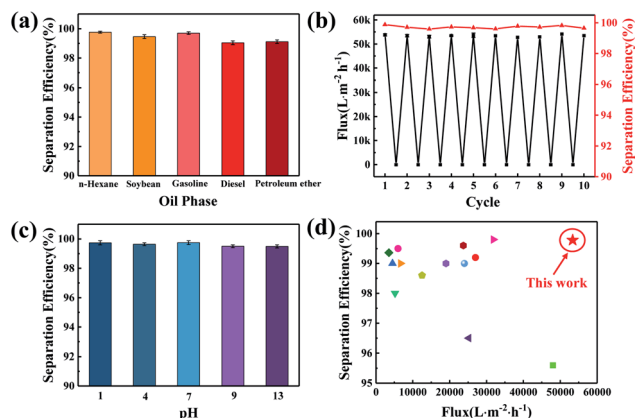 (a)
Separation Efficiency(%)
100
98
96
94
92
90
n-Hexane Soybean Gasoline Diesel Petroleum ether
Oil Phase
(b)
Flux(L·m⁻² h⁻¹)
60k
50k
40k
30k
20k
10k
0
1 2 3 4 5 6 7 8 9 10
Cycle
100
98
96
94
92
90
Separation Efficiency(%)
(c)
Separation Efficiency(%)
100
98
96
94
92
90
1 4 7 9 13
pH
(d)
Separation Efficiency(%)
100
99
98
97
96
95
This work
0 10000 20000 30000 40000 50000 60000
Flux(L·m⁻²·h⁻¹)